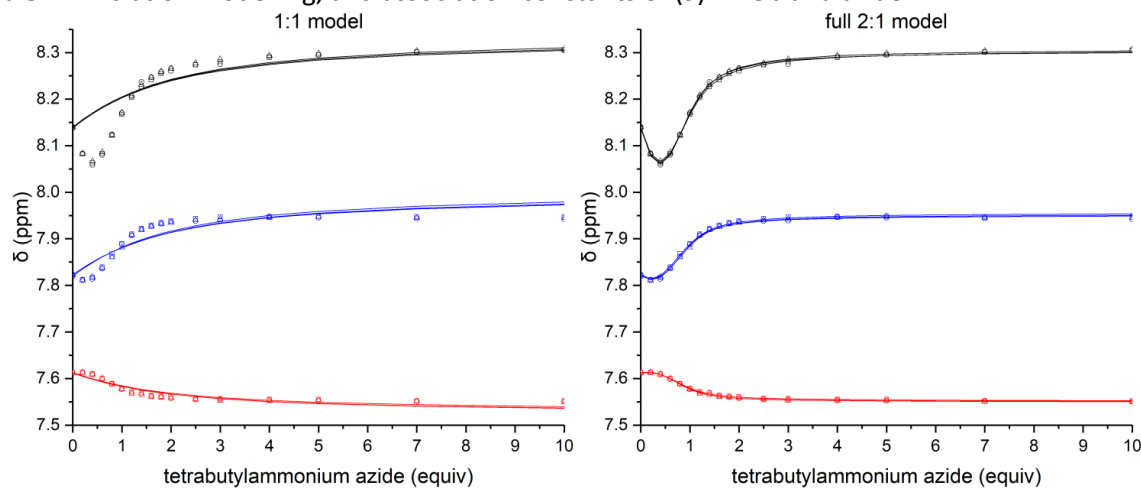 1:1 model
8.3
8.2
8.1
8.0
7.9
7.8
7.7
7.6
7.5
δ (ppm)
0 1 2 3 4 5 6 7 8 9 10
tetrabutylammonium azide (equiv)
full 2:1 model
8.3
8.2
8.1
8.0
7.9
7.8
7.7
7.6
7.5
δ (ppm)
0 1 2 3 4 5 6 7 8 9 10
tetrabutylammonium azide (equiv)